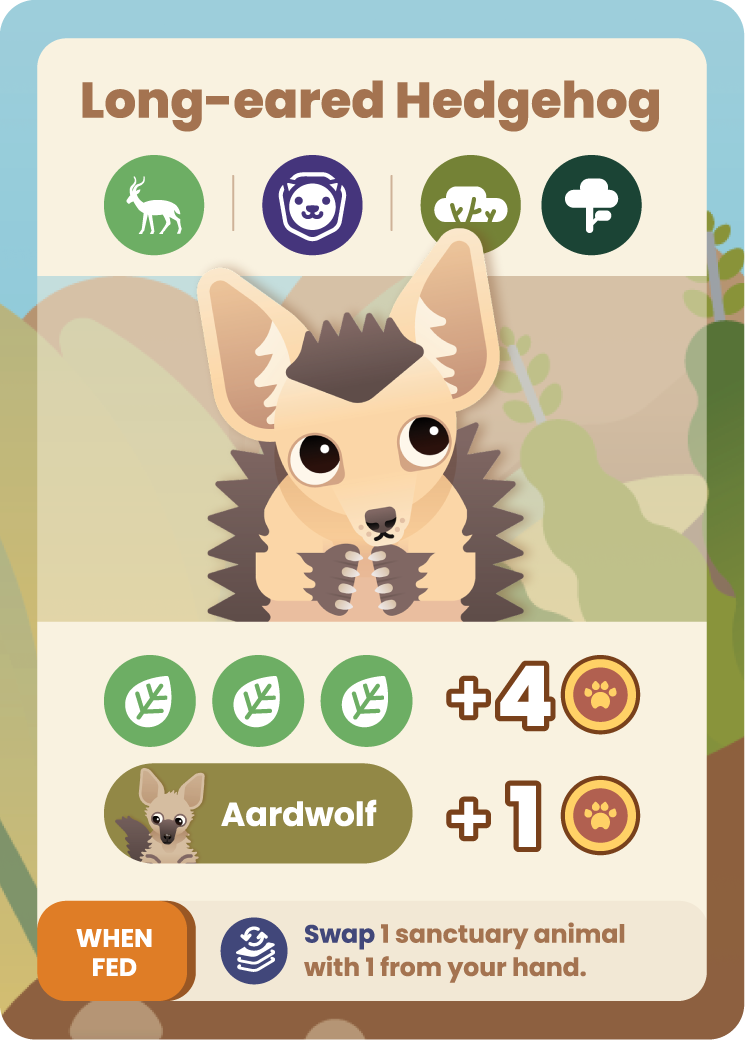 Long-eared Hedgehog
+4
Aardwolf
+1
WHEN
FED
Swap 1 sanctuary animal
with 1 from your hand.